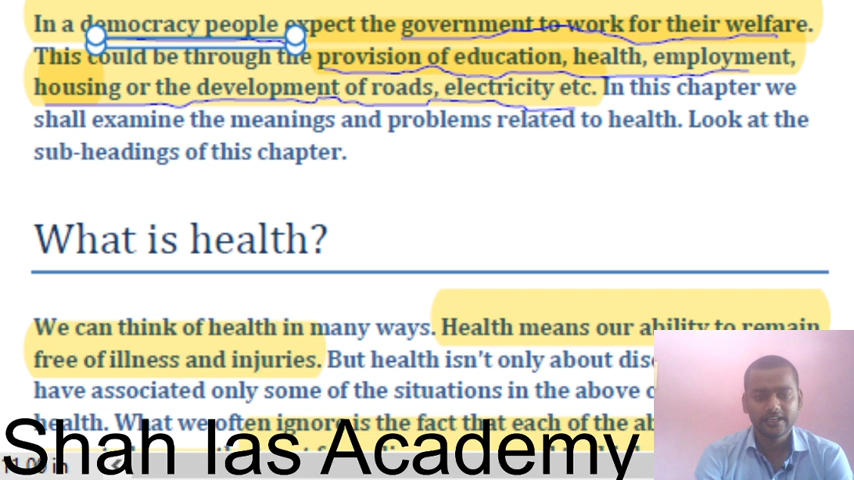 In a democracy people expect the government to work for their welfare.
This could be through the provision of education, health, employment,
housing or the development of roads, electricity etc. In this chapter we
shall examine the meanings and problems related to health. Look at the
sub-headings of this chapter.
What is health?
We can think of health in many ways. Health means our ability to remain
free of illness and injuries. But health isn't only about
have associated only some of the situations in the above
health. What we often ignore is the fact that each of the
Shah Ias Academy
in